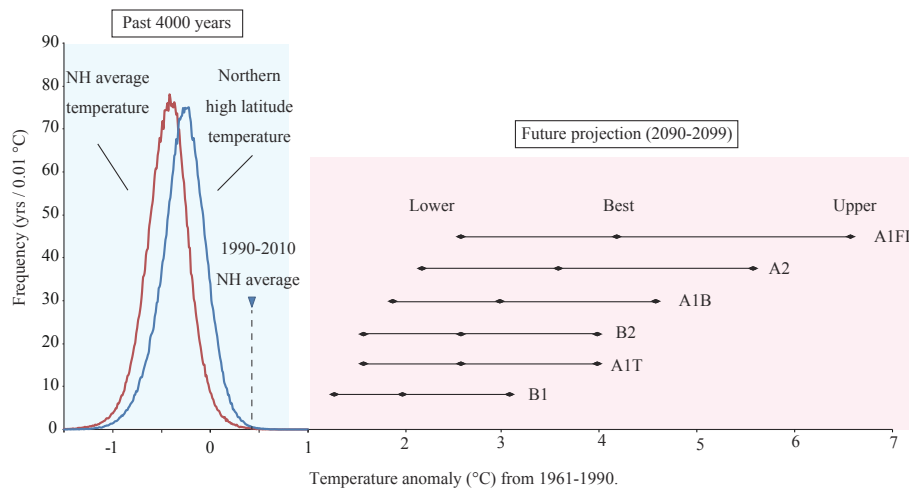 Past 4000 years
90
80
70
60
50
40
30
20
10
0
Frequency (yrs / 0.01 °C)
NH average
temperature
Northern
high latitude
temperature
1990-2010
NH average
Future projection (2090-2099)
Lower Best Upper
A1FI
A2
A1B
B2
A1T
B1
-1 0 1 2 3 4 5 6 7
Temperature anomaly (°C) from 1961-1990.